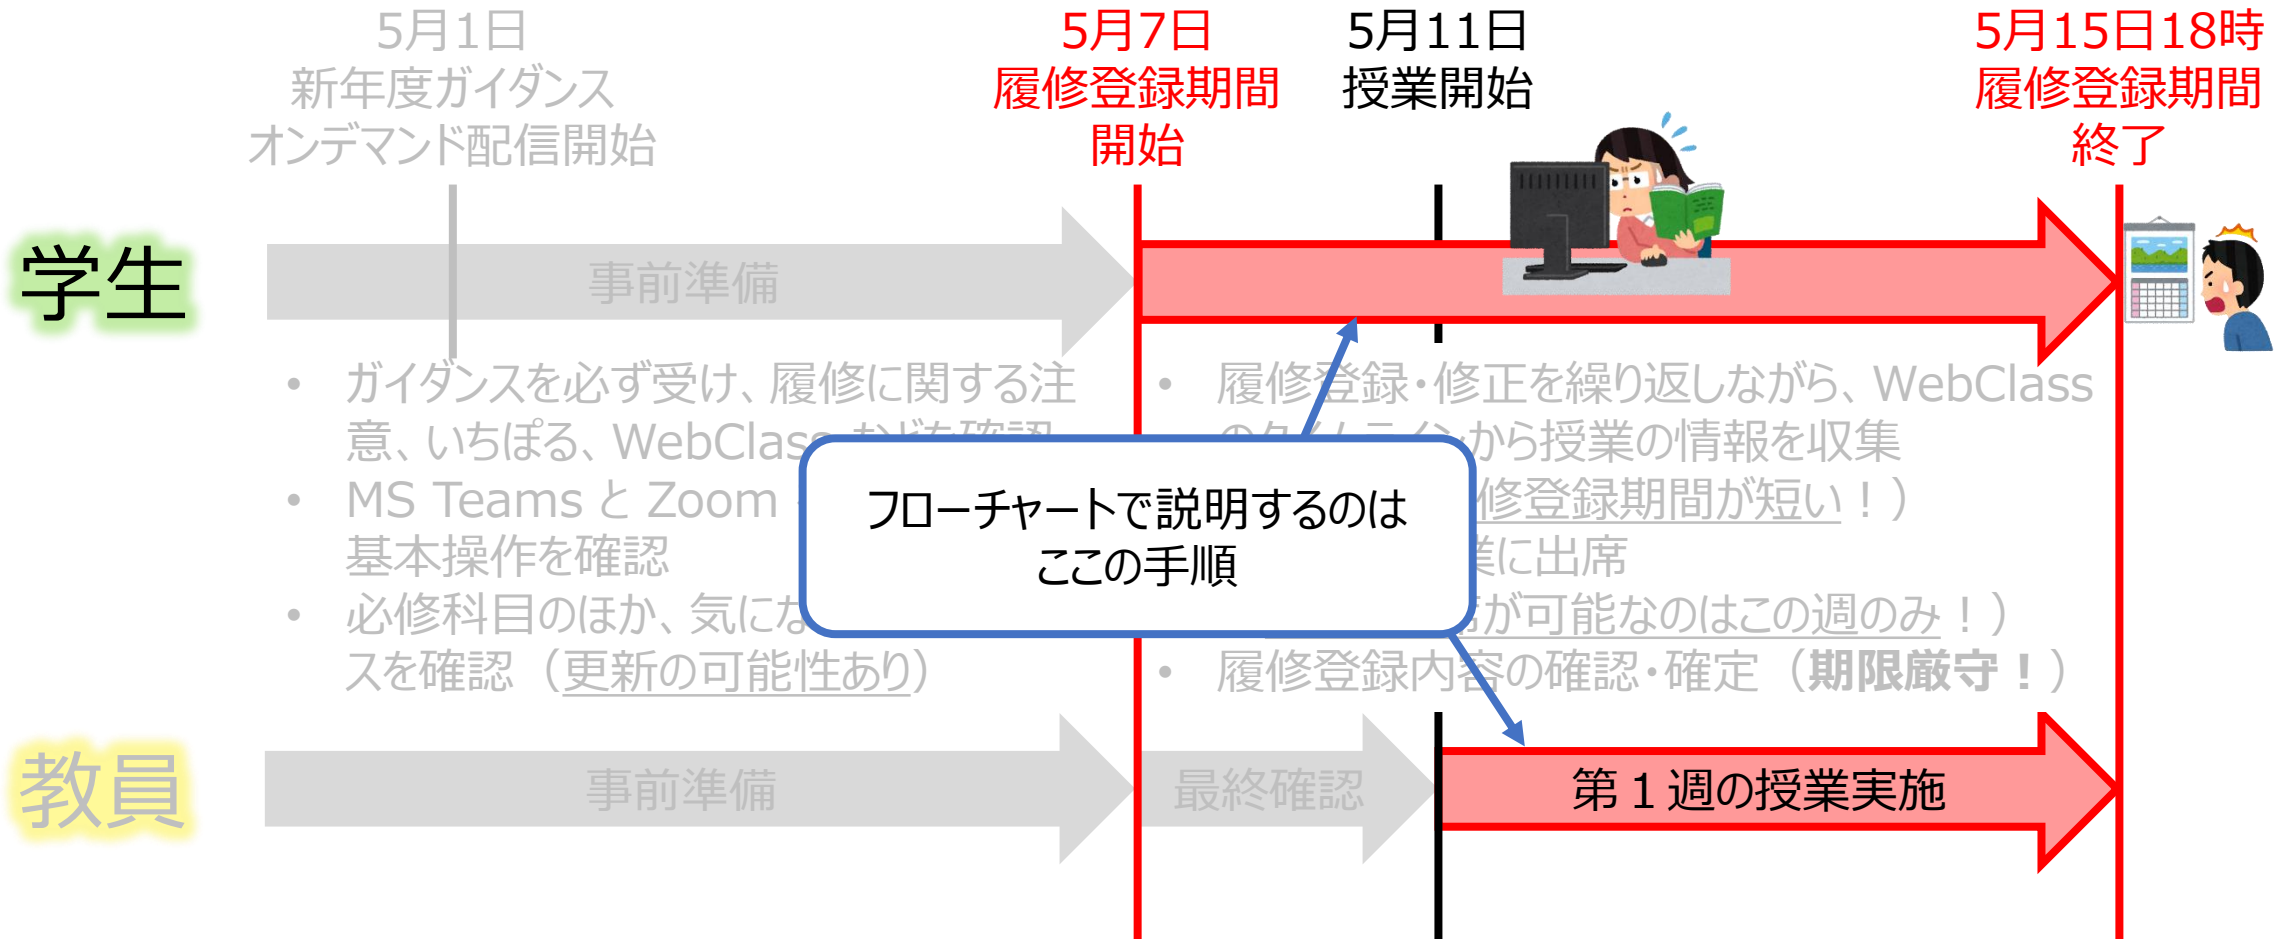 5月1日
新年度ガイダンス
オンデマンド配信開始
5月7日
履修登録期間
開始
5月11日
授業開始
5月15日18時
履修登録期間
終了
学生
事前準備
• ガイダンスを必ず受け、履修に関する注
意、いちぽる、WebClass
• MS Teams と Zoom
基本操作を確認
• 必修科目のほか、気にな
スを確認（更新の可能性あり）
• 履修登録・修正を繰り返しながら、WebClass
から授業の情報を収集
修登録期間が短い！）
に出席
が可能なのはこの週のみ！）
• 履修登録内容の確認・確定（期限厳守！）
フローチャートで説明するのは
ここの手順
教員
事前準備
最終確認
第１週の授業実施